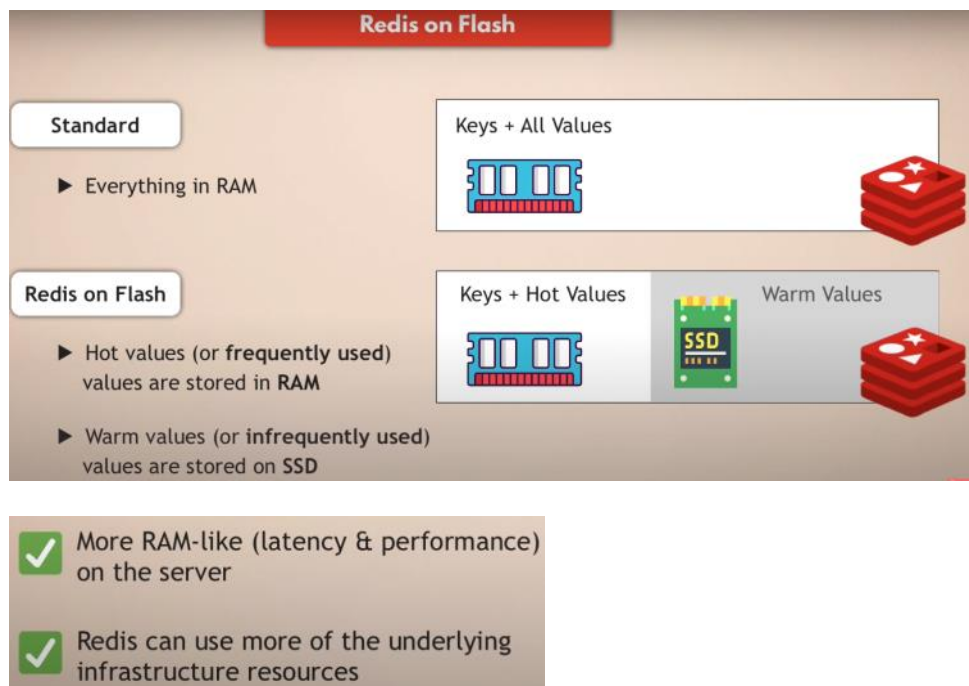 Redis on Flash
Standard
▶ Everything in RAM
Keys + All Values
Redis on Flash
▶ Hot values (or frequently used)
values are stored in RAM
▶ Warm values (or infrequently used)
values are stored on SSD
Keys + Hot Values
SSD
Warm Values
More RAM-like (latency & performance)
on the server
Redis can use more of the underlying
infrastructure resources